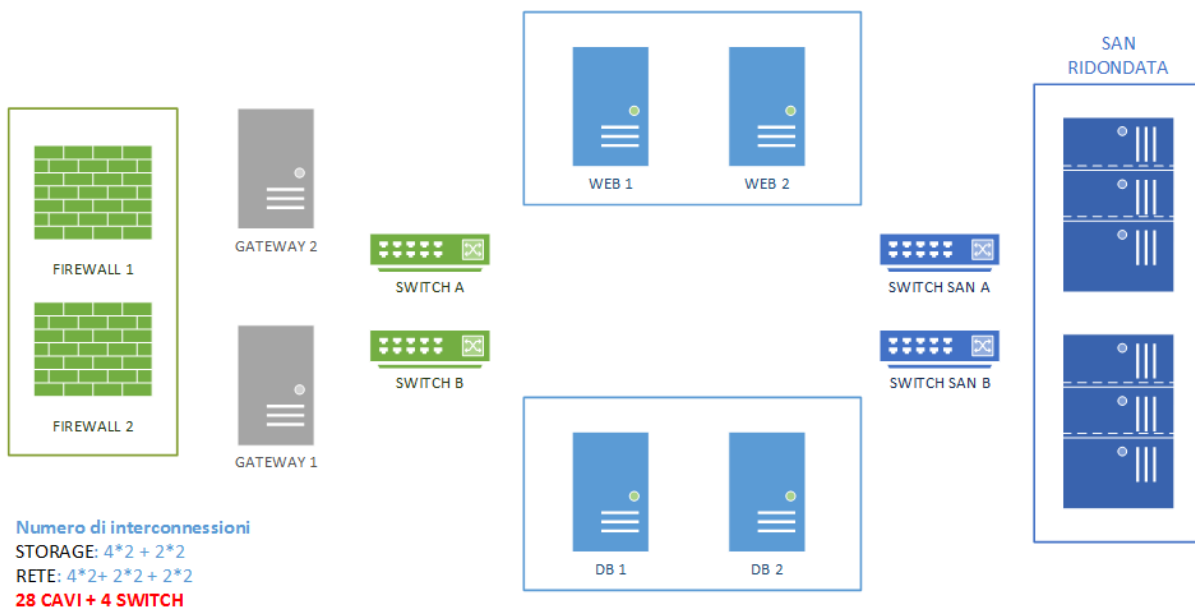 SAN
RIDONDATA
WEB 1
WEB 2
GATEWAY 2
FIREWALL 1
SWITCH A
SWITCH SAN A
SWITCH B
SWITCH SAN B
FIREWALL 2
GATEWAY 1
DB 1
DB 2
Numero di interconnessioni
STORAGE: 4*2 + 2*2
RETE: 4*2+ 2*2 + 2*2
28 CAVI + 4 SWITCH